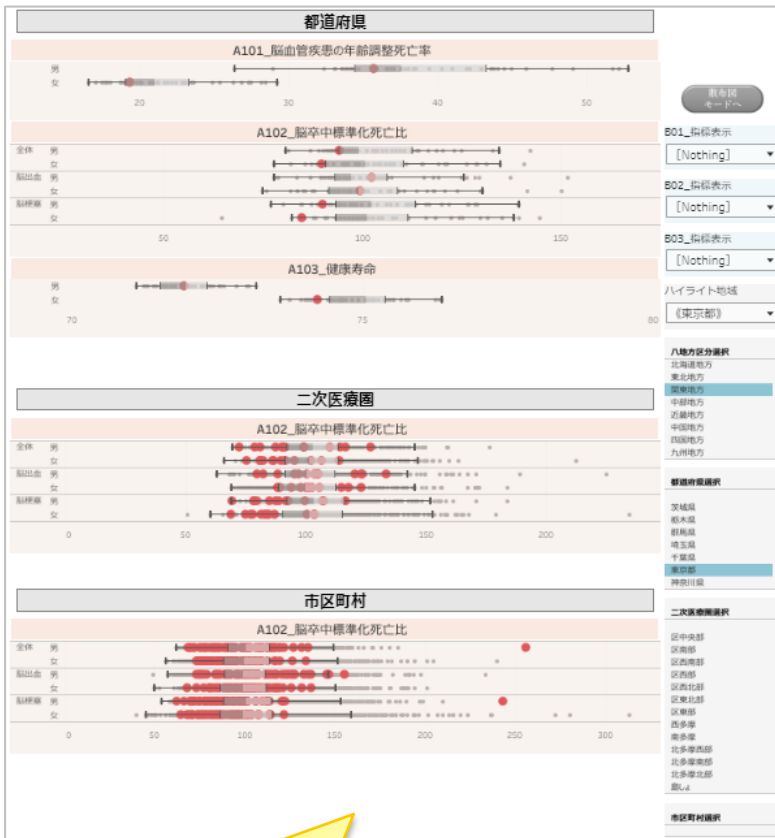 都道府県
A101_脳血管疾患の年齢調整死亡率
男
女
20 30 40 50
A102_脳卒中標準化死亡比
全体 男
女
脳出血 男
女
脳梗塞 男
女
50 100 150
A103_健康寿命
男
女
70 75 80
二次医療圏
A102_脳卒中標準化死亡比
全体 男
女
脳出血 男
女
脳梗塞 男
女
0 50 100 150 200
市区町村
A102_脳卒中標準化死亡比
全体 男
女
脳出血 男
女
脳梗塞 男
女
0 50 100 150 200 250 300
散布図
モードへ
B01_指標表示
[Nothing]
B02_指標表示
[Nothing]
B03_指標表示
[Nothing]
ハイライト地域
《東京都》
八地方区分選択
北海道地方
東北地方
関東地方
中部地方
近畿地方
中国地方
四国地方
九州地方
都道府県選択
茨城県
栃木県
群馬県
埼玉県
千葉県
東京都
神奈川県
二次医療圏選択
区中央部
区南部
区西南部
区西部
区西北部
区東北部
区東部
西多摩
南多摩
北多摩西部
北多摩南部
北多摩北部
島しょ
市区町村選択